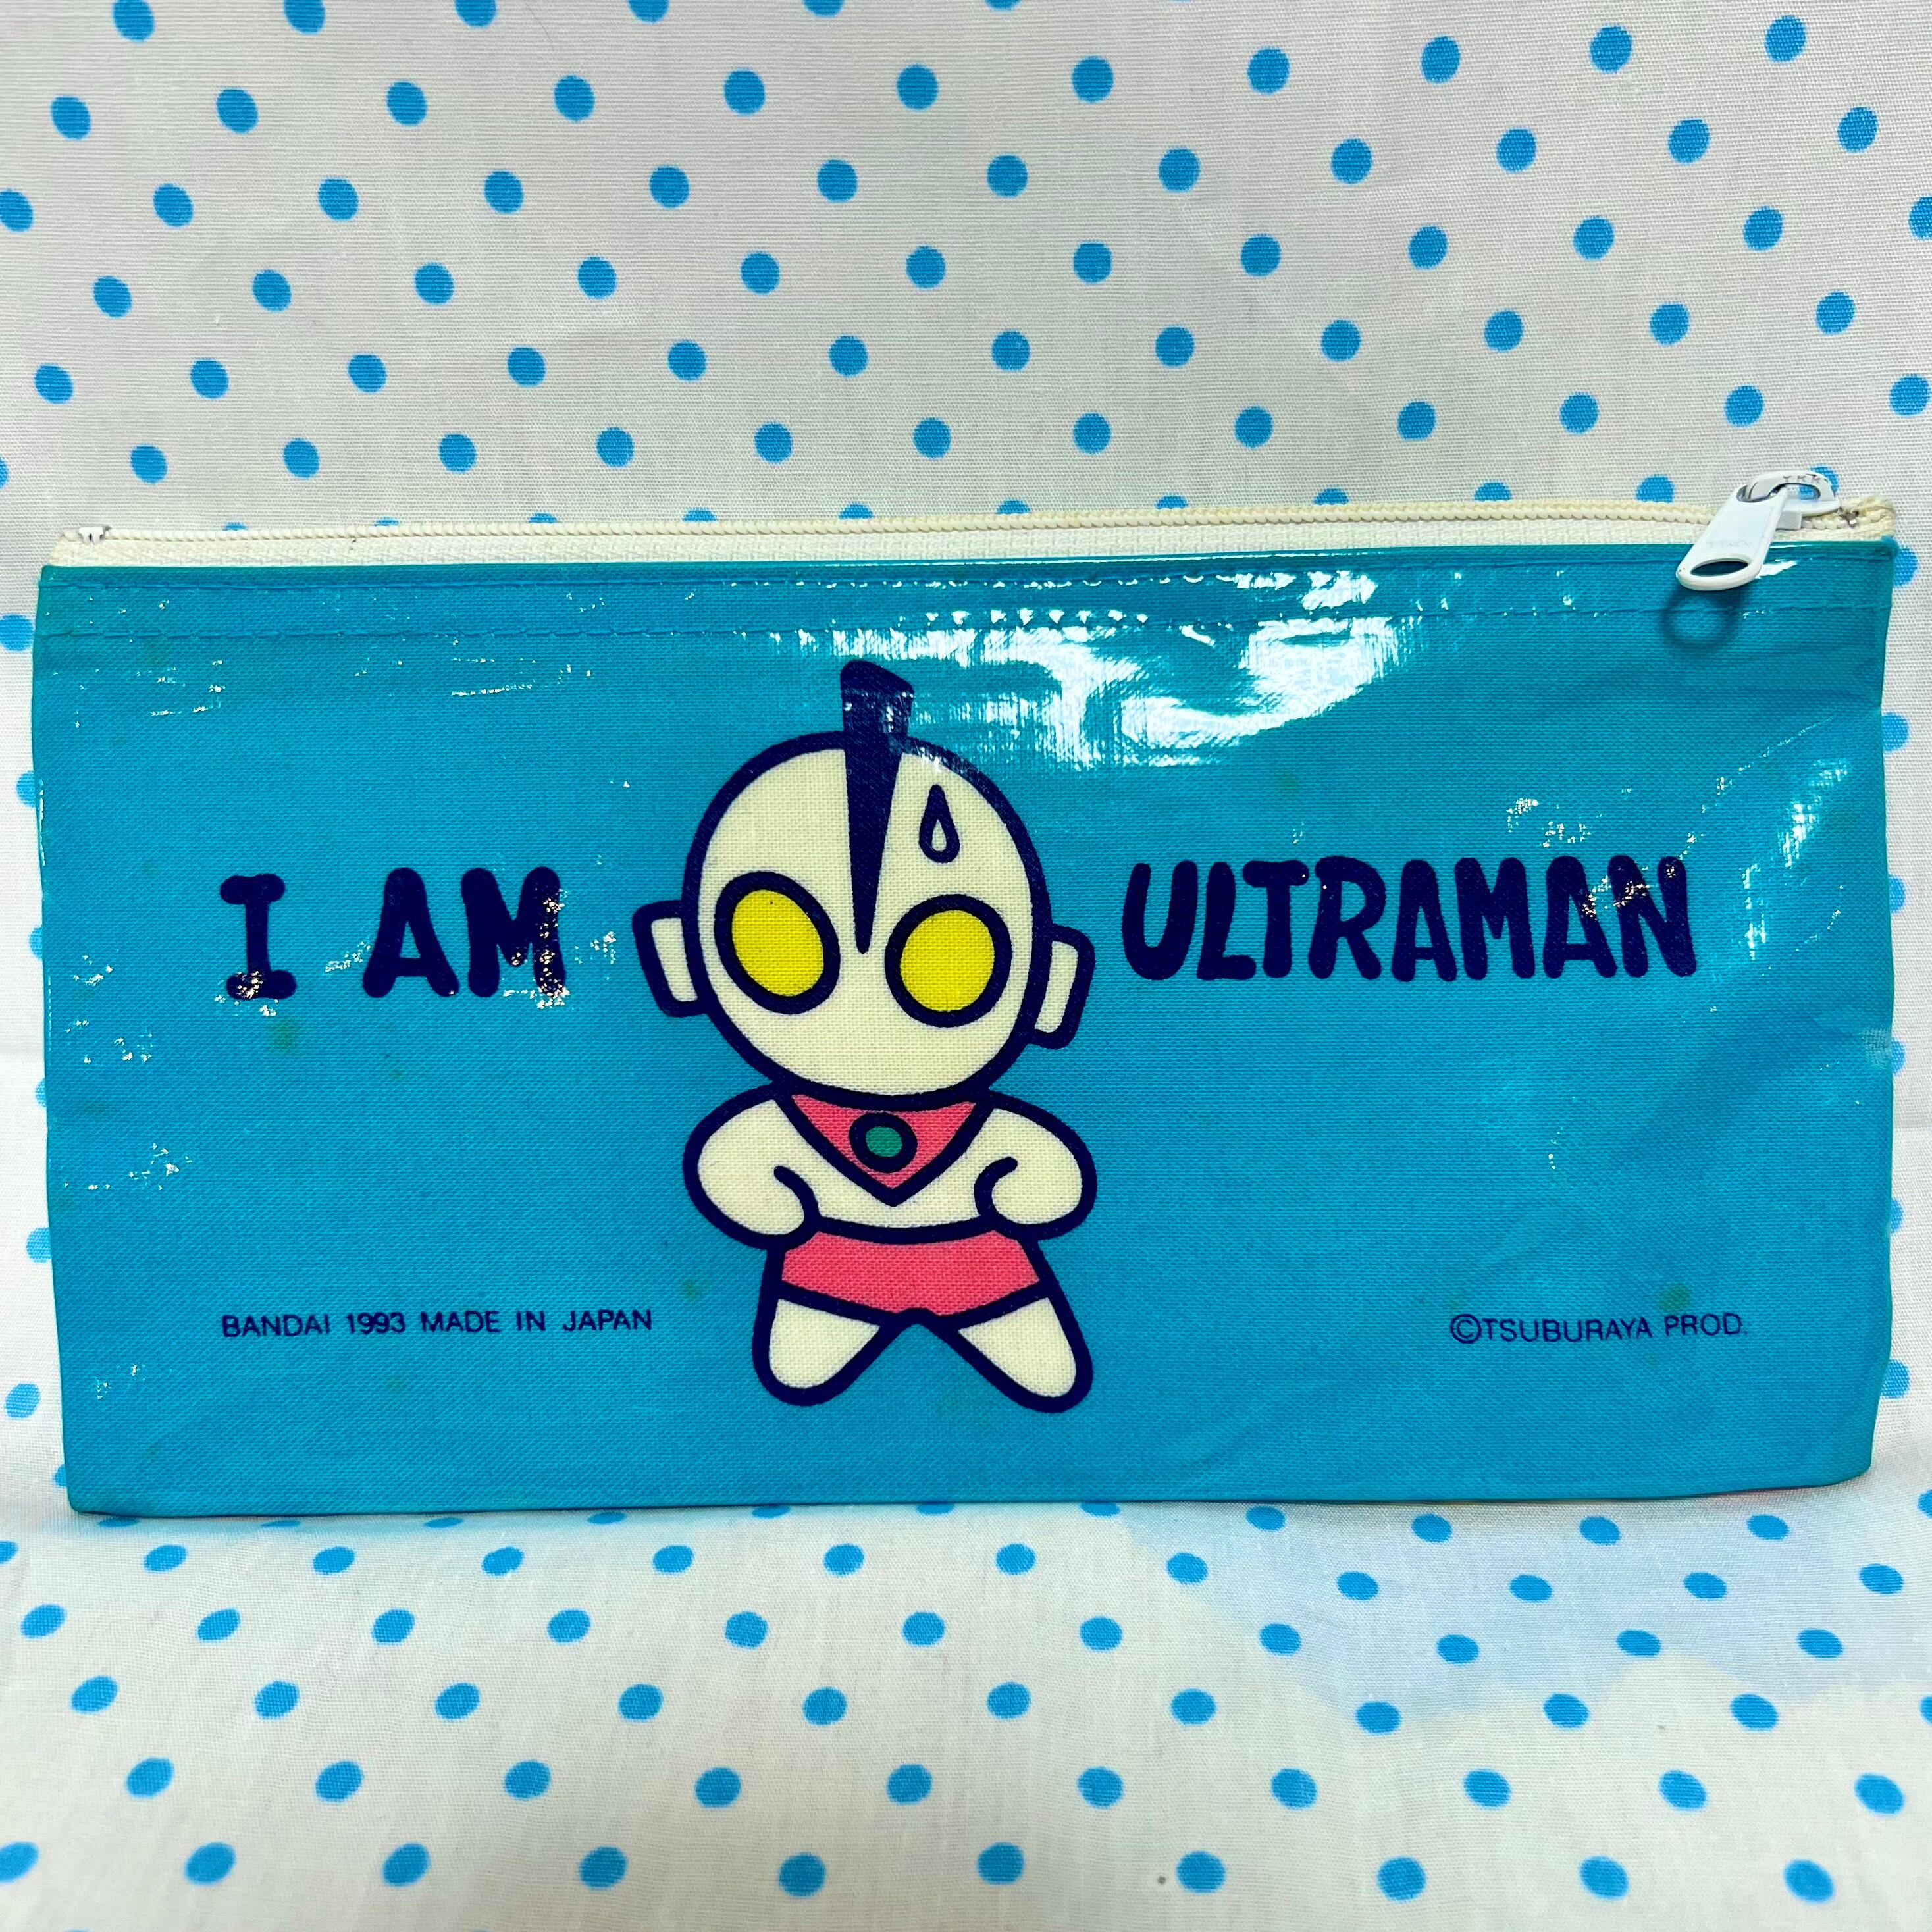 I AM ULTRAMAN
BANDAI 1993 MADE IN JAPAN
©TSUBURAYA PROD.